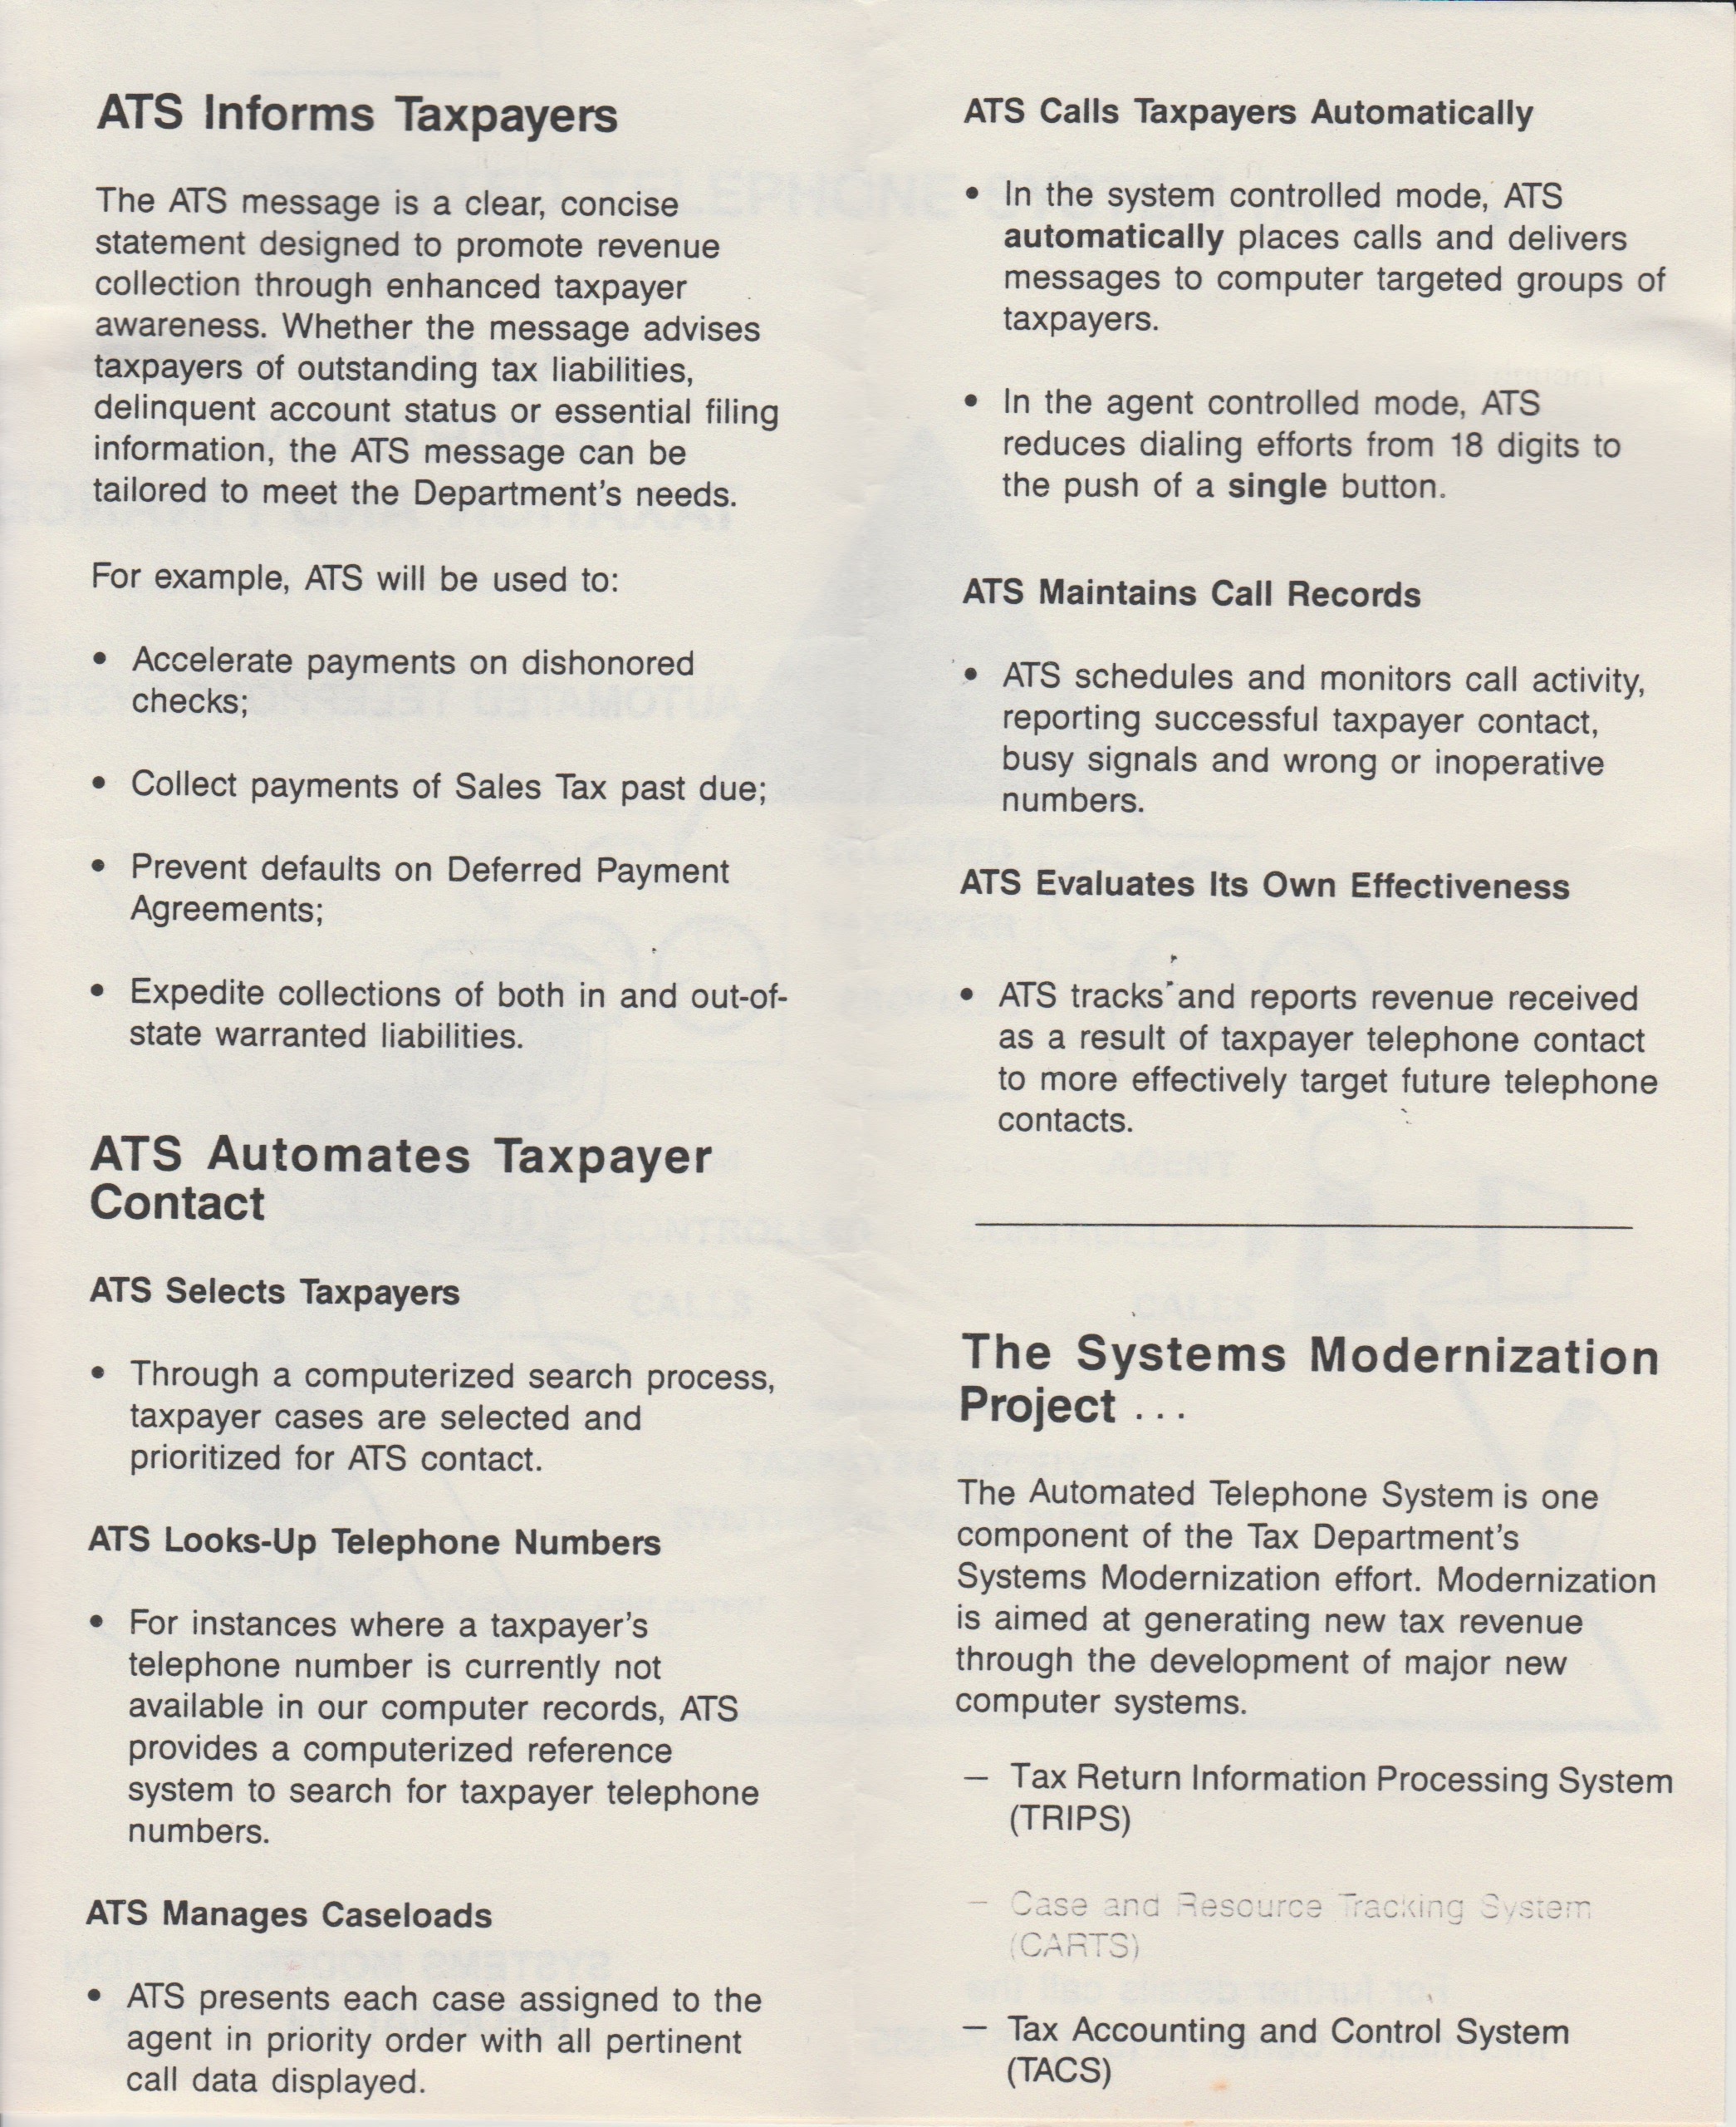 ATS Informs Taxpayers
The ATS message is a clear, concise
statement designed to promote revenue
collection through enhanced taxpayer
awareness. Whether the message advises
taxpayers of outstanding tax liabilities,
delinquent account status or essential filing
information, the ATS message can be
tailored to meet the Department's needs.
For example, ATS will be used to:
• Accelerate payments on dishonored
checks;
• Collect payments of Sales Tax past due;
• Prevent defaults on Deferred Payment
Agreements;
• Expedite collections of both in and out-of-
state warranted liabilities.
ATS Automates Taxpayer
Contact
ATS Selects Taxpayers
• Through a computerized search process,
taxpayer cases are selected and
prioritized for ATS contact.
ATS Looks-Up Telephone Numbers
• For instances where a taxpayer's
telephone number is currently not
available in our computer records, ATS
provides a computerized reference
system to search for taxpayer telephone
numbers.
ATS Manages Caseloads
• ATS presents each case assigned to the
agent in priority order with all pertinent
call data displayed.
ATS Calls Taxpayers Automatically
• In the system controlled mode, ATS
automatically places calls and delivers
messages to computer targeted groups of
taxpayers.
• In the agent controlled mode, ATS
reduces dialing efforts from 18 digits to
the push of a single button.
ATS Maintains Call Records
• ATS schedules and monitors call activity,
reporting successful taxpayer contact,
busy signals and wrong or inoperative
numbers.
ATS Evaluates Its Own Effectiveness
• ATS tracks and reports revenue received
as a result of taxpayer telephone contact
to more effectively target future telephone
contacts.
The Systems Modernization
Project ...
The Automated Telephone System is one
component of the Tax Department's
Systems Modernization effort. Modernization
is aimed at generating new tax revenue
through the development of major new
computer systems.
— Tax Return Information Processing System
(TRIPS)
— Case and Resource Tracking System
(CARTS)
— Tax Accounting and Control System
(TACS)